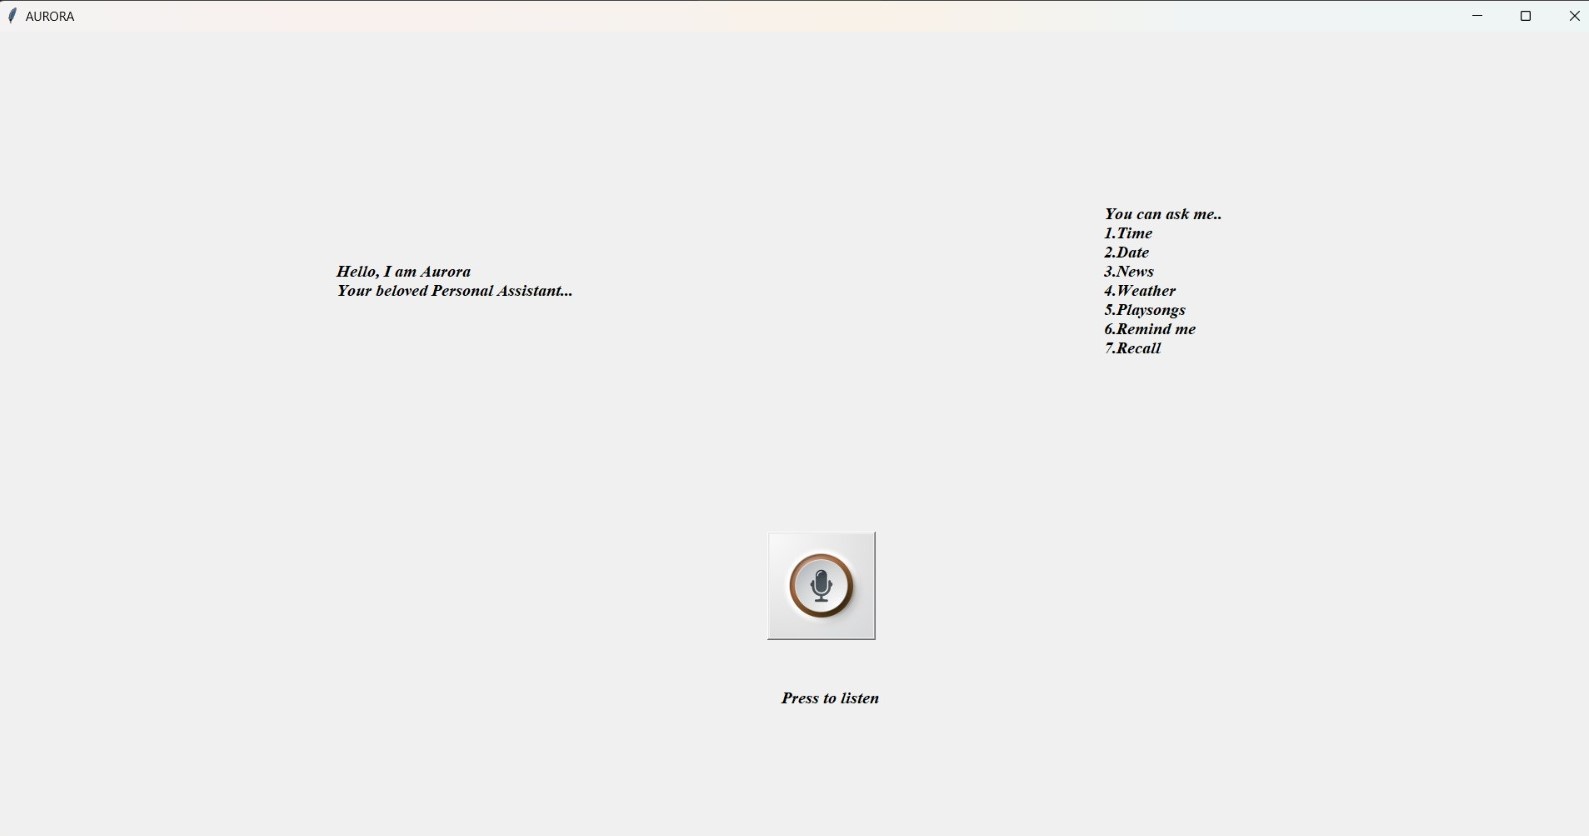 AURORA
Hello, I am Aurora
Your beloved Personal Assistant...
You can ask me..
1.Time
2.Date
3.News
4.Weather
5.Playsongs
6.Remind me
7.Recall
Press to listen